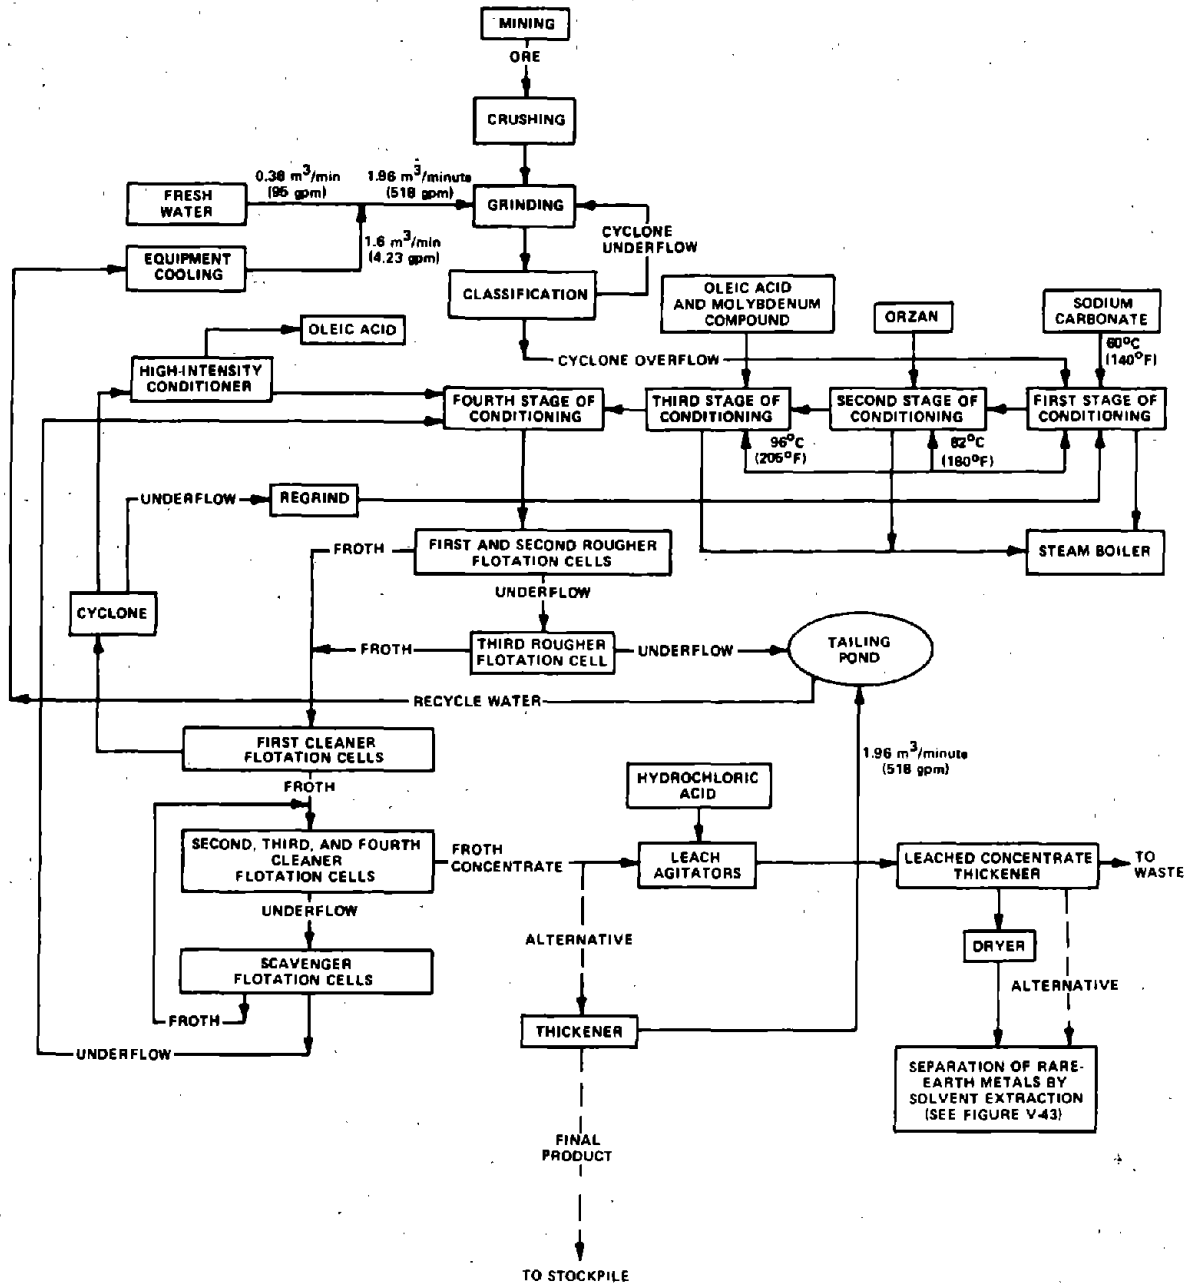 MINING
ORE
CRUSHING
0.38 m3/min
(95 gpm)
1.96 m3/minute
(518 gpm)
FRESH
WATER
GRINDING
CYCLONE
UNDERFLOW
1.6 m3/min
(4.23 gpm)
EQUIPMENT
COOLING
CLASSIFICATION
OLEIC ACID
AND MOLYBDENUM
COMPOUND
ORZAN
SODIUM
CARBONATE
OLEIC ACID
60°C
(140°F)
CYCLONE OVERFLOW
HIGH-INTENSITY
CONDITIONER
FOURTH STAGE OF
CONDITIONING
THIRD STAGE OF
CONDITIONING
SECOND STAGE OF
CONDITIONING
FIRST STAGE OF
CONDITIONING
96°C
(205°F)
82°C
(180°F)
UNDERFLOW
REGRIND
FROTH
FIRST AND SECOND ROUGHER
FLOTATION CELLS
STEAM BOILER
UNDERFLOW
CYCLONE
FROTH
THIRD ROUGHER
FLOTATION CELL
UNDERFLOW
TAILING
POND
RECYCLE WATER
FIRST CLEANER
FLOTATION CELLS
1.96 m3/minute
(518 gpm)
FROTH
HYDROCHLORIC
ACID
SECOND, THIRD, AND FOURTH
CLEANER
FLOTATION CELLS
FROTH
CONCENTRATE
LEACH
AGITATORS
LEACHED CONCENTRATE
THICKENER
TO
WASTE
UNDERFLOW
ALTERNATIVE
DRYER
SCAVENGER
FLOTATION CELLS
ALTERNATIVE
FROTH
THICKENER
UNDERFLOW
SEPARATION OF RARE-
EARTH METALS BY
SOLVENT EXTRACTION
(SEE FIGURE V-43)
FINAL
PRODUCT
TO STOCKPILE